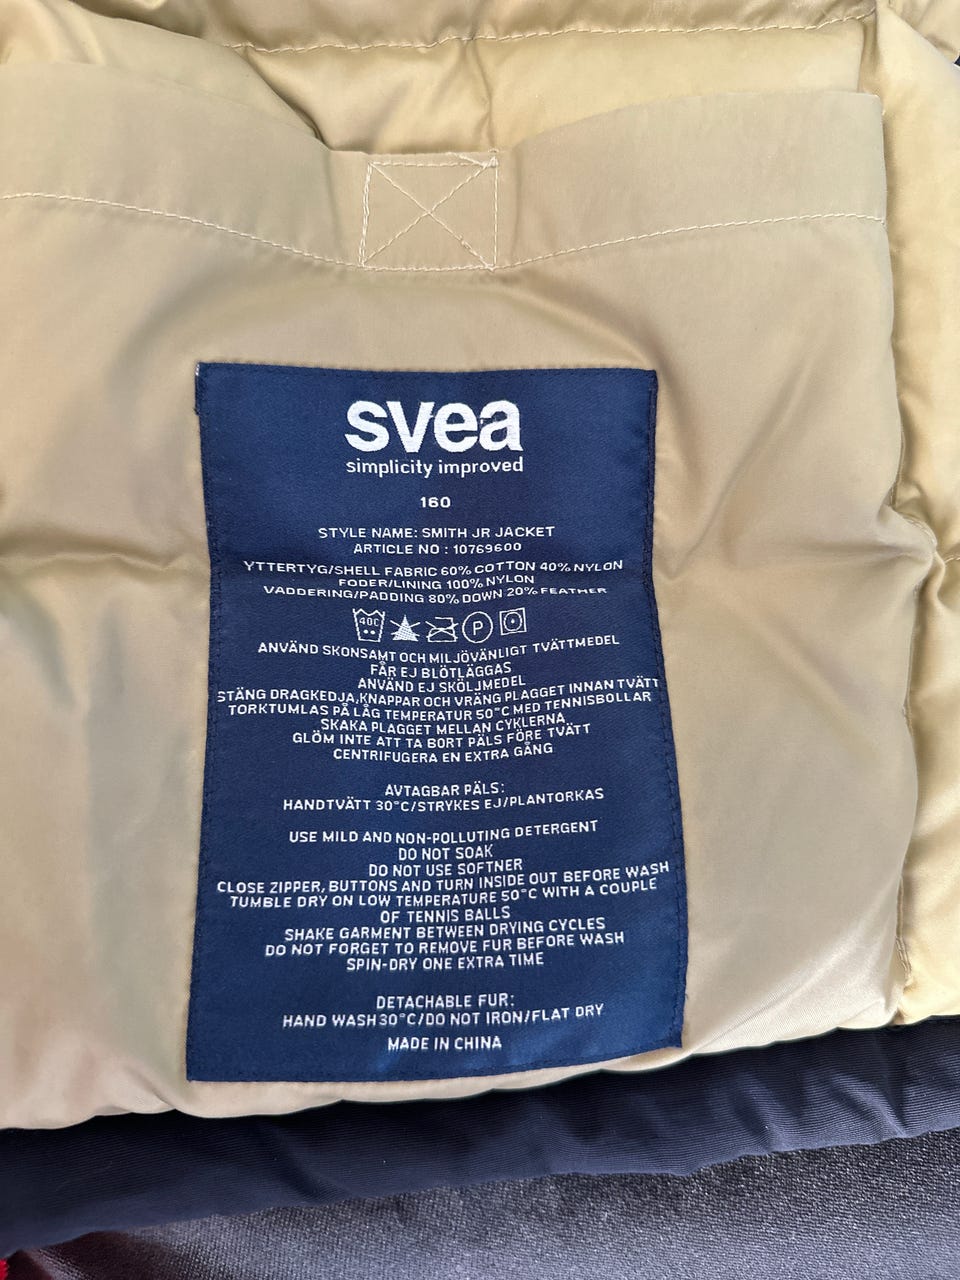 svea
simplicity improved
160
STYLE NAME: SMITH JR JACKET
ARTICLE NO : 10769600
YTTERTYG/SHELL FABRIC 60% COTTON 40% NYLON
FODER/LINING 100% NYLON
VADDERING/PADDING 80% DOWN 20% FEATHER
40C P
ANVÄND SKONSAMT OCH MILJÖVÄNLIGT TVÄTTMEDEL
FÅR EJ BLÖTLÄGGAS
ANVÄND EJ SKÖLJMEDEL
STÄNG DRAGKEDJA,KNAPPAR OCH VRÄNG PLAGGET INNAN TVÄTT
TORKTUMLAS PÅ LÅG TEMPERATUR 50°C MED TENNISBOLLAR
SKAKA PLAGGET MELLAN CYKLERNA
GLÖM INTE ATT TA BORT PÄLS FÖRE TVÄTT
CENTRIFUGERA EN EXTRA GÅNG
AVTAGBAR PÄLS:
HANDTVÄTT 30°C/STRYKES EJ/PLANTORKAS
USE MILD AND NON-POLLUTING DETERGENT
DO NOT SOAK
DO NOT USE SOFTNER
CLOSE ZIPPER, BUTTONS AND TURN INSIDE OUT BEFORE WASH
TUMBLE DRY ON LOW TEMPERATURE 50°C WITH A COUPLE
OF TENNIS BALLS
SHAKE GARMENT BETWEEN DRYING CYCLES
DO NOT FORGET TO REMOVE FUR BEFORE WASH
SPIN-DRY ONE EXTRA TIME
DETACHABLE FUR:
HAND WASH30°C/DO NOT IRON/FLAT DRY
MADE IN CHINA